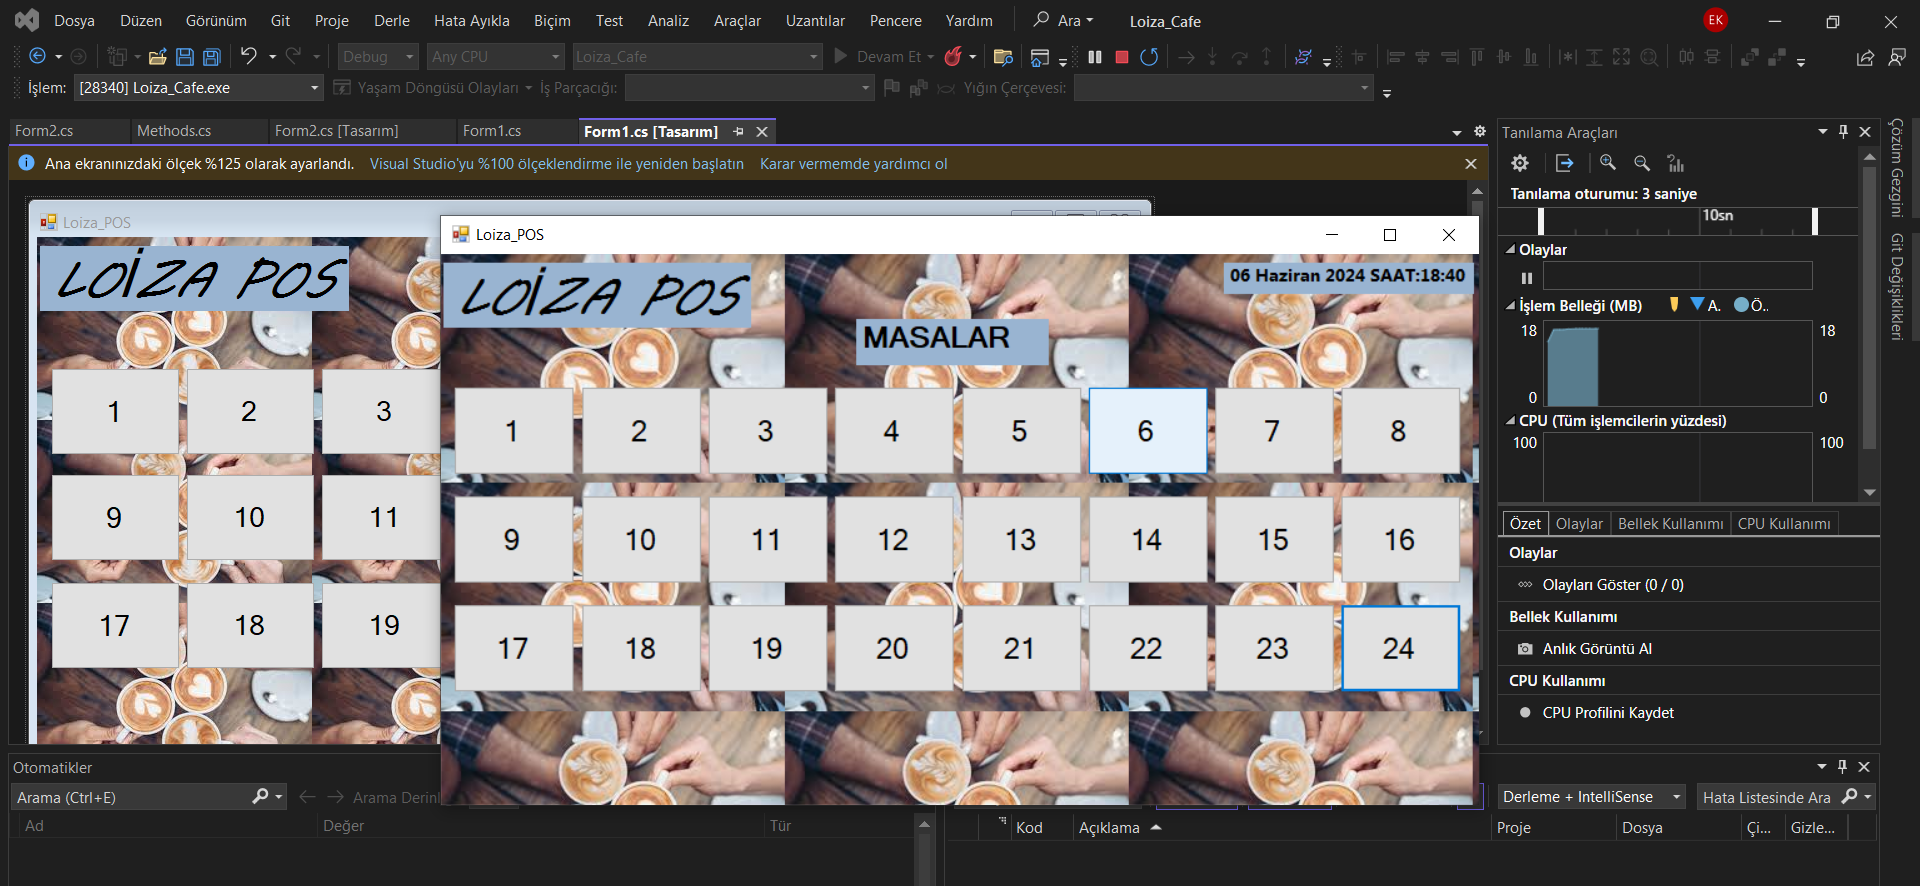 Dosya Düzen Görünüm Git Proje Derle Hata Ayıkla Biçim Test Analiz Araçlar Uzantılar Pencere Yardım Ara Loiza_Cafe EK
Debug Any CPU Loiza_Cafe Devam Et
İşlem: [28340] Loiza_Cafe.exe Yaşam Döngüsü Olayları İş Parçacığı: Yığın Çerçevesi:
Form2.cs Methods.cs Form2.cs [Tasarım] Form1.cs Form1.cs [Tasarım]
Ana ekranınızdaki ölçek %125 olarak ayarlandı. Visual Studio'yu %100 ölçeklendirme ile yeniden başlatın Karar vermemde yardımcı ol
Loiza_POS
LOİZA POS
1 2 3
9 10 11
17 18 19
Loiza_POS
LOİZA POS
06 Haziran 2024 SAAT:18:40
MASALAR
1 2 3 4 5 6 7 8
9 10 11 12 13 14 15 16
17 18 19 20 21 22 23 24
Tanılama Araçları
Tanılama oturumu: 3 saniye
10sn
Olaylar
İşlem Belleği (MB) A. Ö..
18 18
0 0
CPU (Tüm işlemcilerin yüzdesi)
100 100
Özet Olaylar Bellek Kullanımı CPU Kullanımı
Olaylar
Olayları Göster (0 / 0)
Bellek Kullanımı
Anlık Görüntü Al
CPU Kullanımı
CPU Profilini Kaydet
Çözüm Gezgini
Git Değişiklikleri
Otomatikler
Arama (Ctrl+E) Arama Derinl
Ad Değer Tür
Derleme + IntelliSense Hata Listesinde Ara
Kod Açıklama Proje Dosya Çi... Gizle...